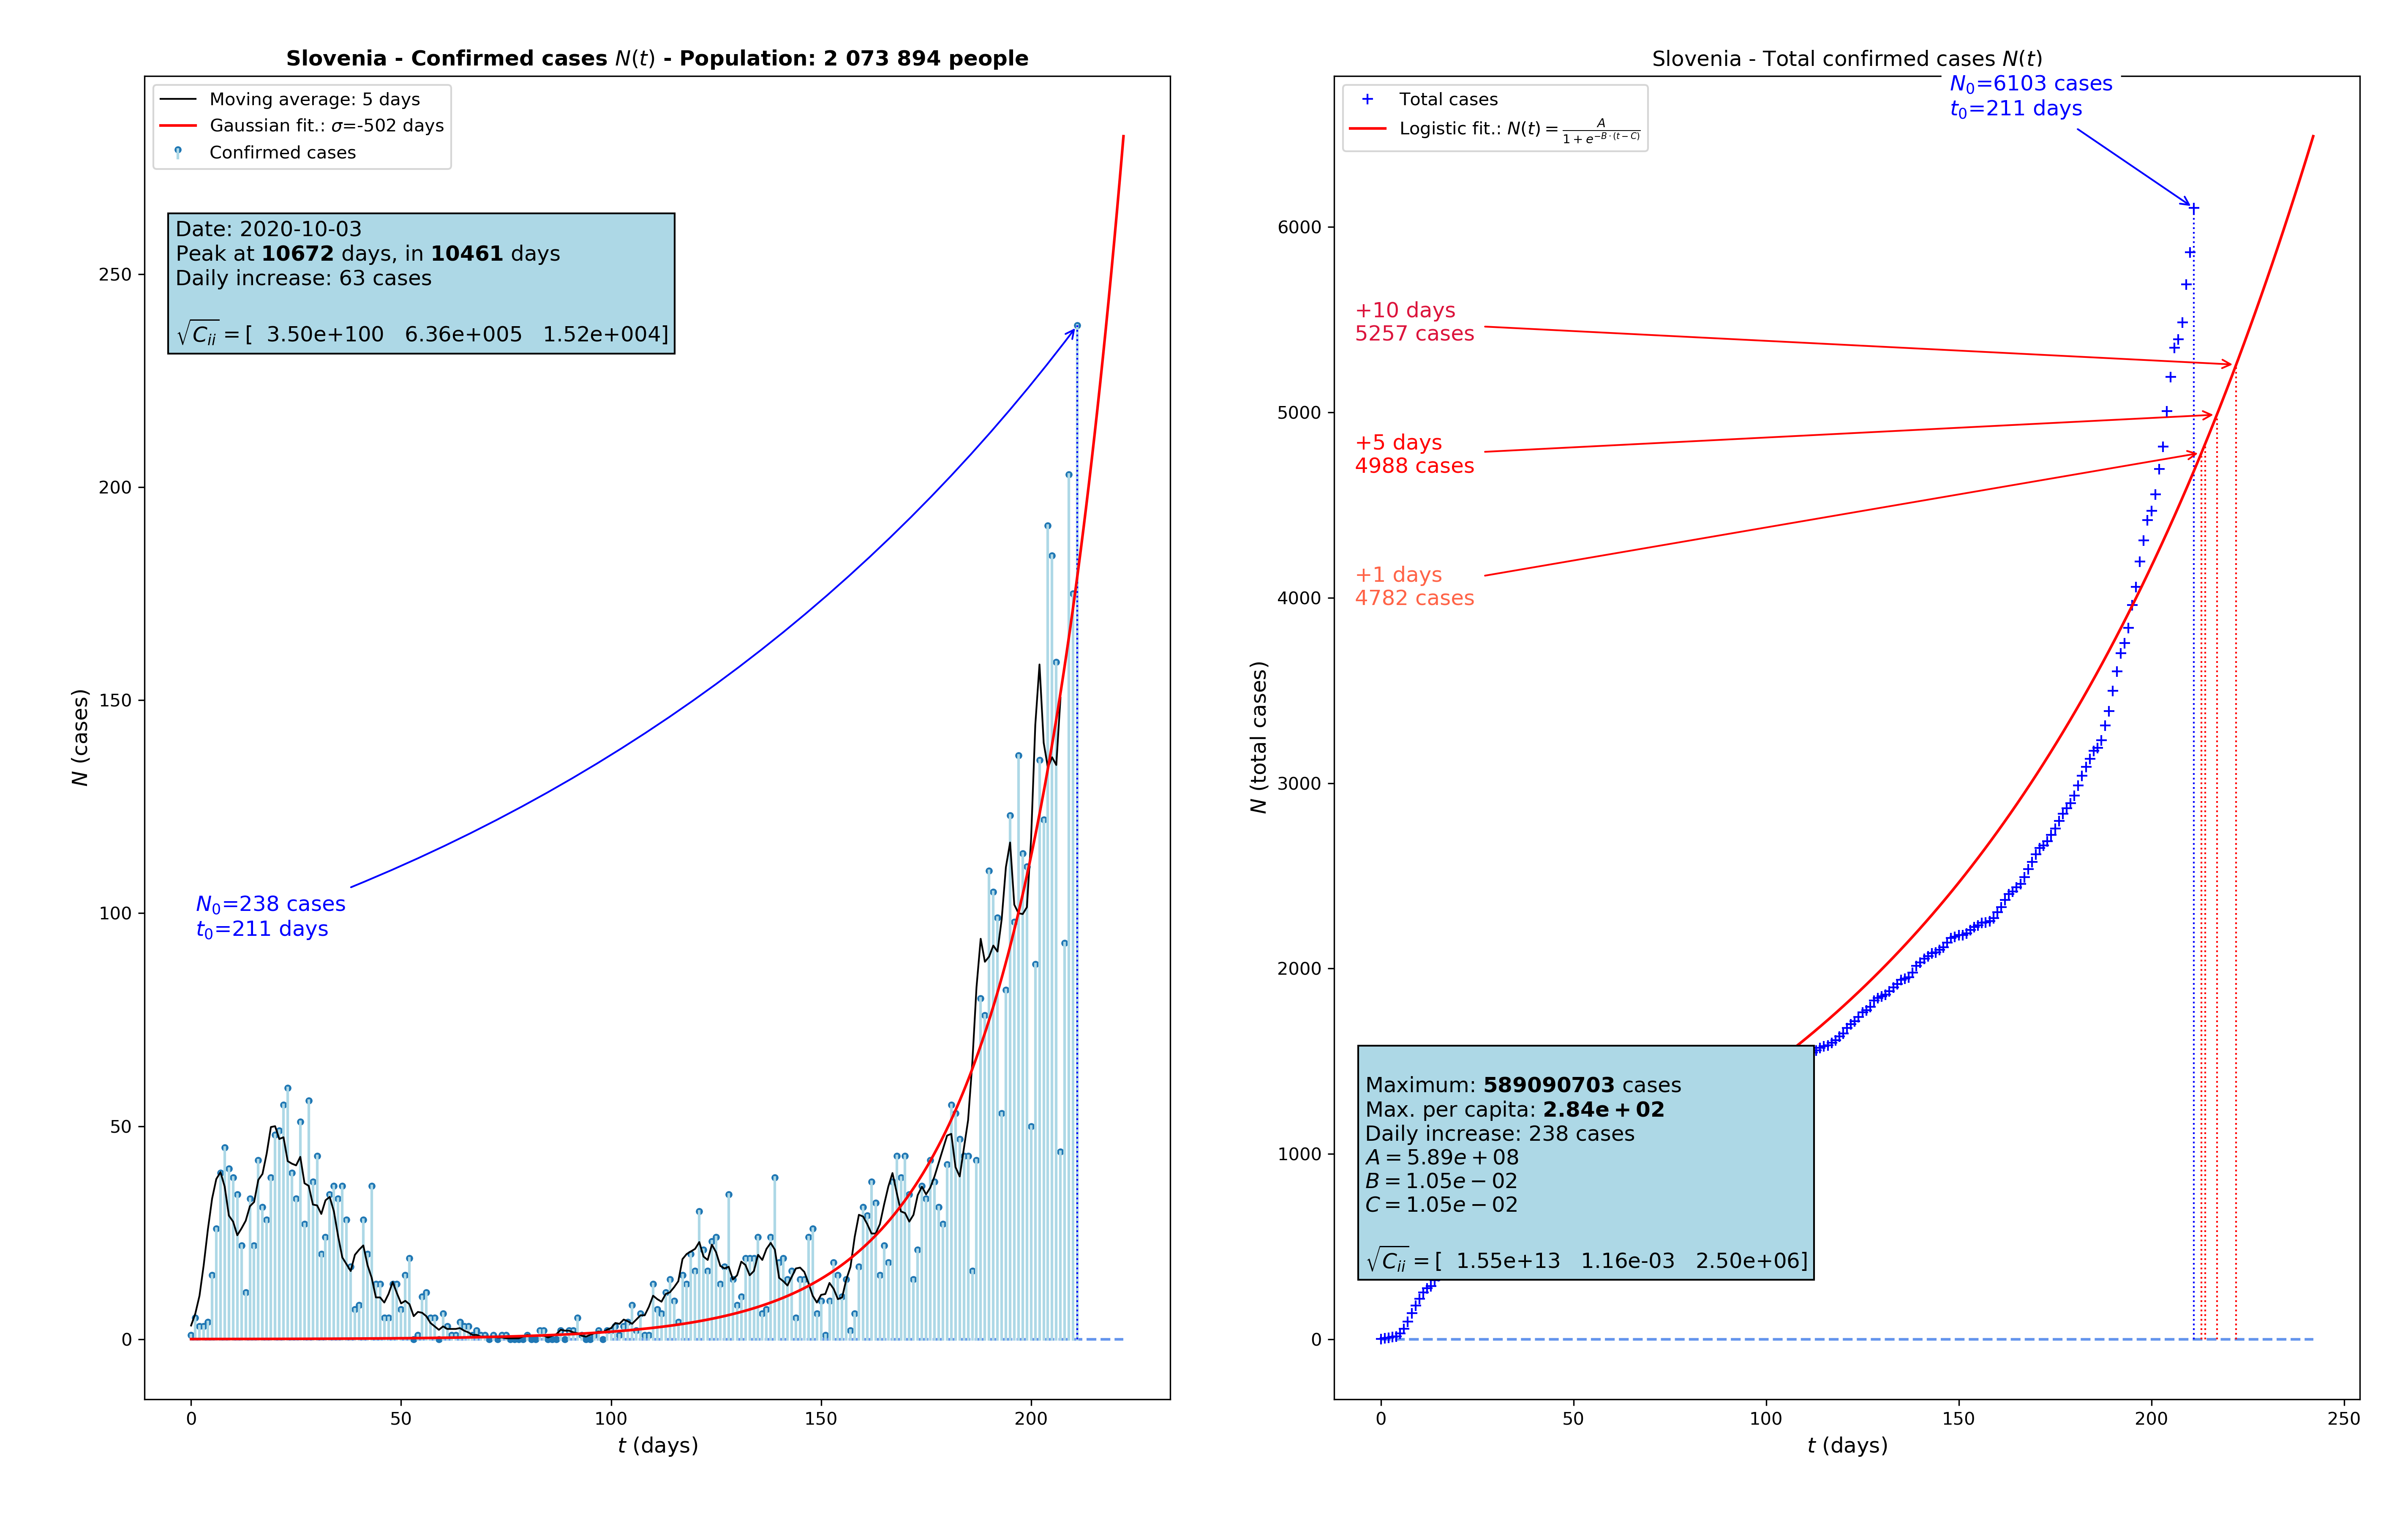 Slovenia - Confirmed cases N(t) - Population: 2 073 894 people
Moving average: 5 days
Gaussian fit.: σ=-502 days
Confirmed cases
Date: 2020-10-03
Peak at 10672 days, in 10461 days
Daily increase: 63 cases
√C_ii = [ 3.50e+100 6.36e+005 1.52e+004]
N_0=238 cases
t_0=211 days
N (cases)
250
200
150
100
50
0
0 50 100 150 200
t (days)
Slovenia - Total confirmed cases N(t)
Total cases
Logistic fit.: N(t) = A / (1 + e^{-B·(t-C)})
N_0=6103 cases
t_0=211 days
+10 days
5257 cases
+5 days
4988 cases
+1 days
4782 cases
Maximum: 589090703 cases
Max. per capita: 2.84e + 02
Daily increase: 238 cases
A = 5.89e + 08
B = 1.05e − 02
C = 1.05e − 02
√C_ii = [ 1.55e+13 1.16e-03 2.50e+06]
N (total cases)
6000
5000
4000
3000
2000
1000
0
0 50 100 150 200 250
t (days)